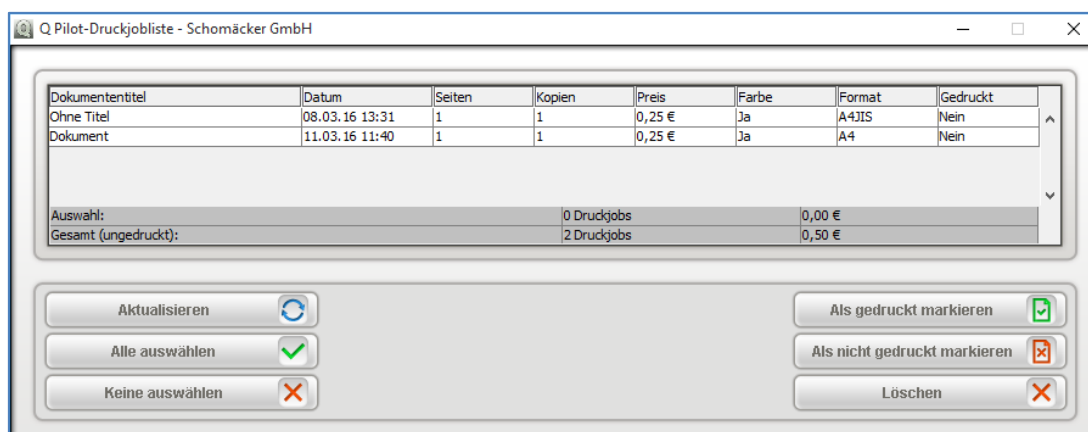 Q Pilot-Druckjobliste - Schomäcker GmbH
Dokumententitel Datum Seiten Kopien Preis Farbe Format Gedruckt
Ohne Titel 08.03.16 13:31 1 1 0,25 € Ja A4JIS Nein
Dokument 11.03.16 11:40 1 1 0,25 € Ja A4 Nein
Auswahl: 0 Druckjobs 0,00 €
Gesamt (ungedruckt): 2 Druckjobs 0,50 €
Aktualisieren Als gedruckt markieren
Alle auswählen Als nicht gedruckt markieren
Keine auswählen Löschen